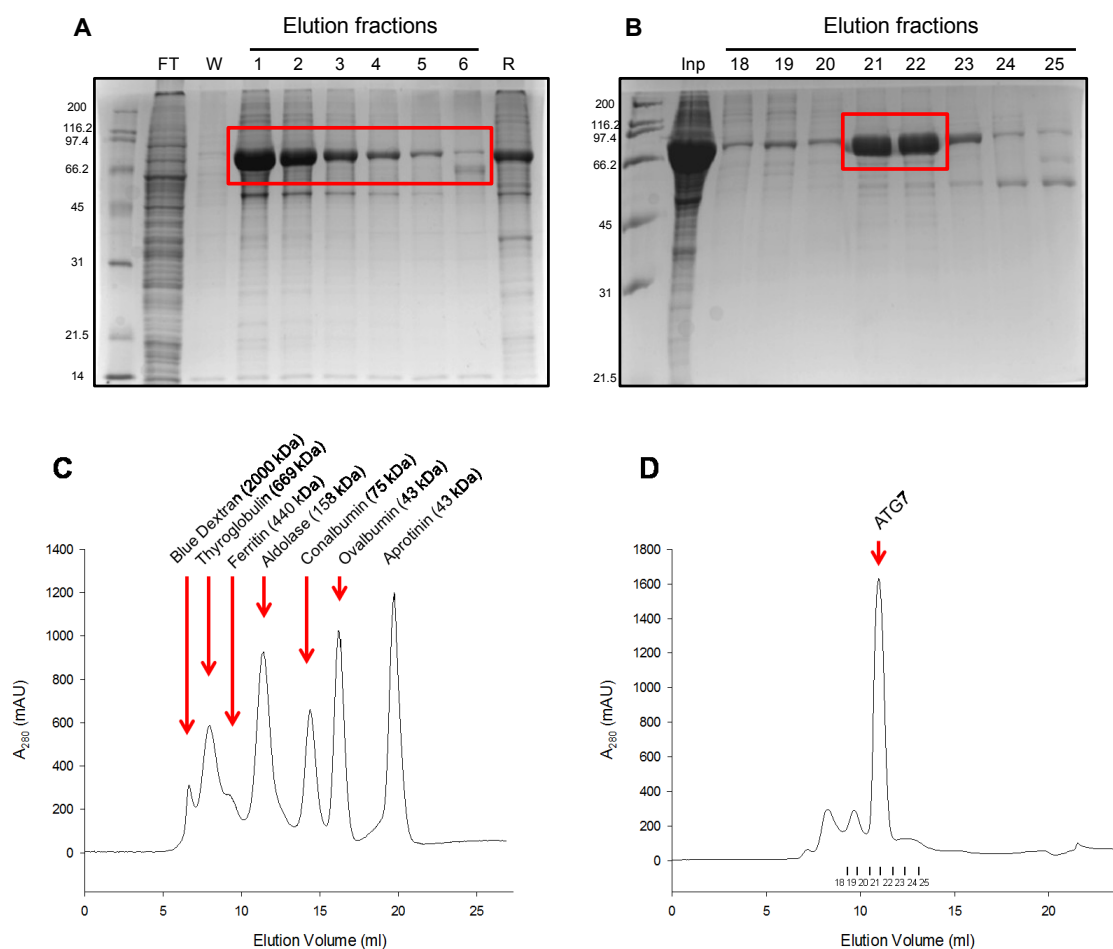 A
Elution fractions
FT W 1 2 3 4 5 6 R
200
116.2
97.4
66.2
45
31
21.5
14
B
Elution fractions
Inp 18 19 20 21 22 23 24 25
200
116.2
97.4
66.2
45
31
21.5
C
Blue Dextran (2000 kDa)
Thyroglobulin (669 kDa)
Ferritin (440 kDa)
Aldolase (158 kDa)
Conalbumin (75 kDa)
Ovalbumin (43 kDa)
Aprotinin (43 kDa)
1400
1200
1000
800
600
400
200
0
A280 (mAU)
0 5 10 15 20 25
Elution Volume (ml)
D
ATG7
1800
1600
1400
1200
1000
800
600
400
200
0
A280 (mAU)
18 19 20 21 22 23 24 25
0 5 10 15 20
Elution Volume (ml)